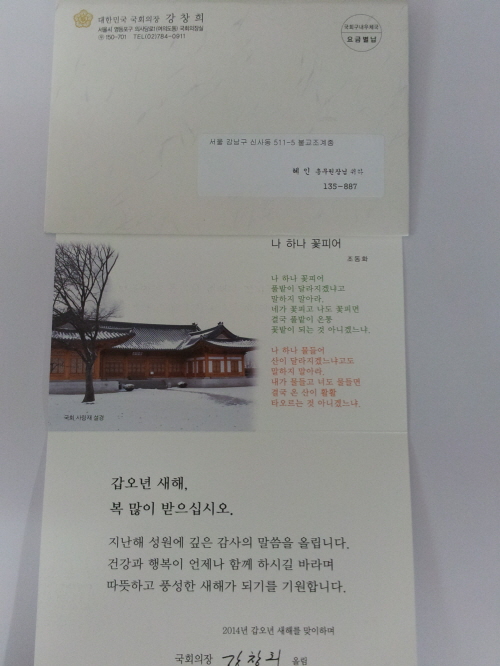 대한민국 국회의장 강창희
서울시 영등포구 의사당로1(여의도동) 국회의장실
㉾ 150-701 TEL(02)784-0911
국회구내우체국
요금별납
서울 강남구 신사동 511-5 불교조계종
혜 인 총무원장님 귀하
135-887
나 하나 꽃피어
조동화
나 하나 꽃피어
풀밭이 달라지겠냐고
말하지 말아라.
네가 꽃피고 나도 꽃피면
결국 풀밭이 온통
꽃밭이 되는 것 아니겠느냐.
나 하나 물들어
산이 달라지겠느냐고도
말하지 말아라.
내가 물들고 너도 물들면
결국 온 산이 활활
타오르는 것 아니겠느냐.
국회,사랑재 설경
갑오년 새해,
복 많이 받으십시오.
지난해 성원에 깊은 감사의 말씀을 올립니다.
건강과 행복이 언제나 함께 하시길 바라며
따뜻하고 풍성한 새해가 되기를 기원합니다.
2014년 갑오년 새해를 맞이하며
국회의장 강창희 올림